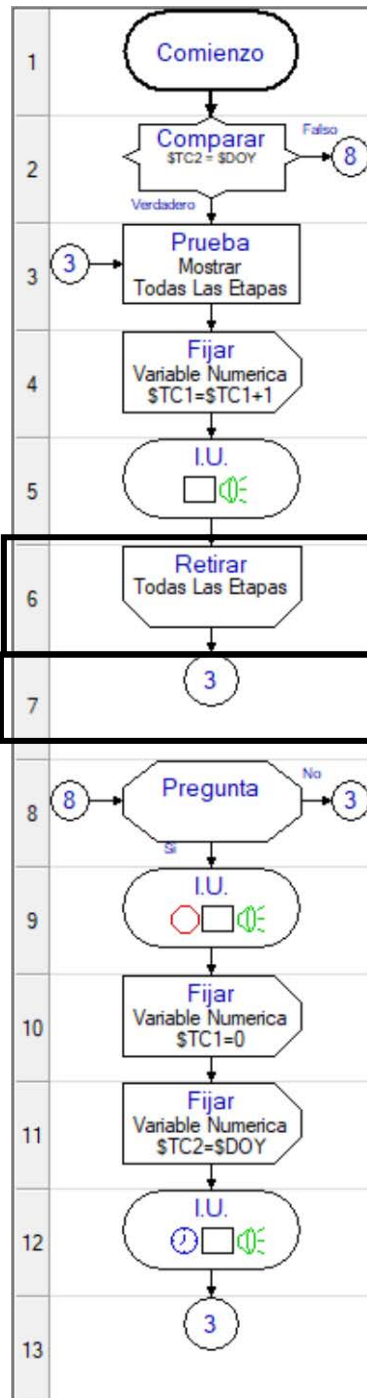 1
Comienzo
2
Comparar
$TC2 = $DOY
Falso
8
Verdadero
3
3
Prueba
Mostrar
Todas Las Etapas
4
Fijar
Variable Numerica
$TC1=$TC1+1
5
I.U.
6
Retirar
Todas Las Etapas
7
3
8
8
Pregunta
No
3
Si
9
I.U.
10
Fijar
Variable Numerica
$TC1=0
11
Fijar
Variable Numerica
$TC2=$DOY
12
I.U.
13
3